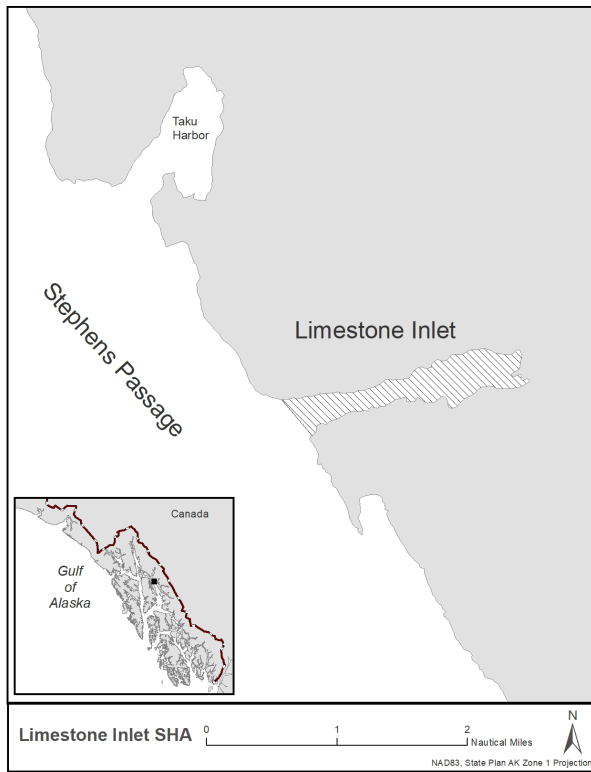 Taku
Harbor
Limestone Inlet
Stephens Passage
Canada
Gulf
of
Alaska
Limestone Inlet SHA
0 1 2
Nautical Miles
N
NAD83, State Plan AK Zone 1 Projection